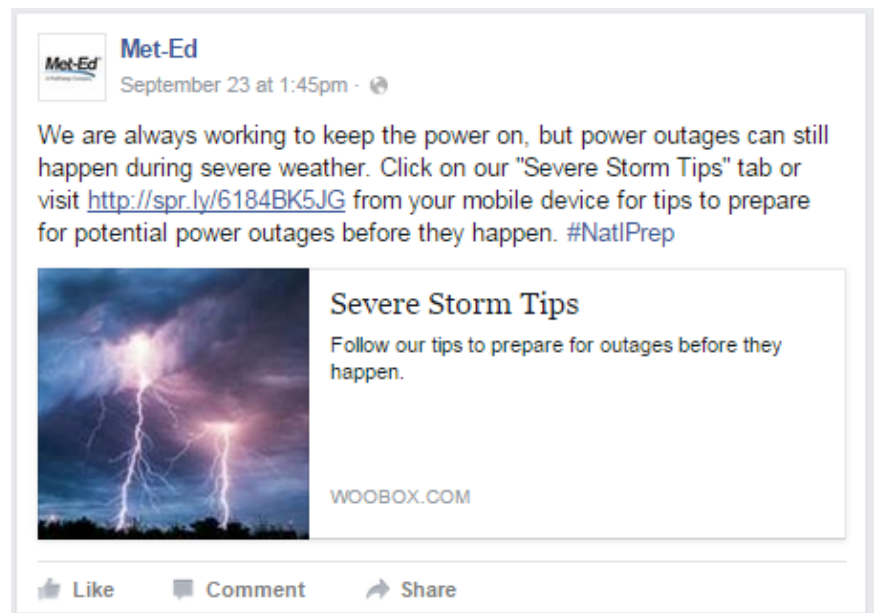 Met-Ed
Met-Ed
September 23 at 1:45pm ·
We are always working to keep the power on, but power outages can still
happen during severe weather. Click on our "Severe Storm Tips" tab or
visit http://spr.ly/6184BK5JG from your mobile device for tips to prepare
for potential power outages before they happen. #NatlPrep
Severe Storm Tips
Follow our tips to prepare for outages before they
happen.
WOOBOX.COM
Like Comment Share